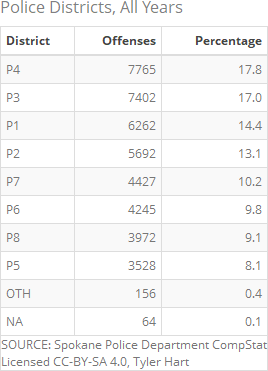 Police Districts, All Years
District Offenses Percentage
P4 7765 17.8
P3 7402 17.0
P1 6262 14.4
P2 5692 13.1
P7 4427 10.2
P6 4245 9.8
P8 3972 9.1
P5 3528 8.1
OTH 156 0.4
NA 64 0.1
SOURCE: Spokane Police Department CompStat
Licensed CC-BY-SA 4.0, Tyler Hart